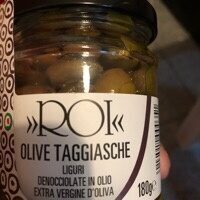 »ROI«
OLIVE TAGGIASCHE
LIGURI
DENOCCIOLATE IN OLIO
EXTRA VERGINE D'OLIVA
180g